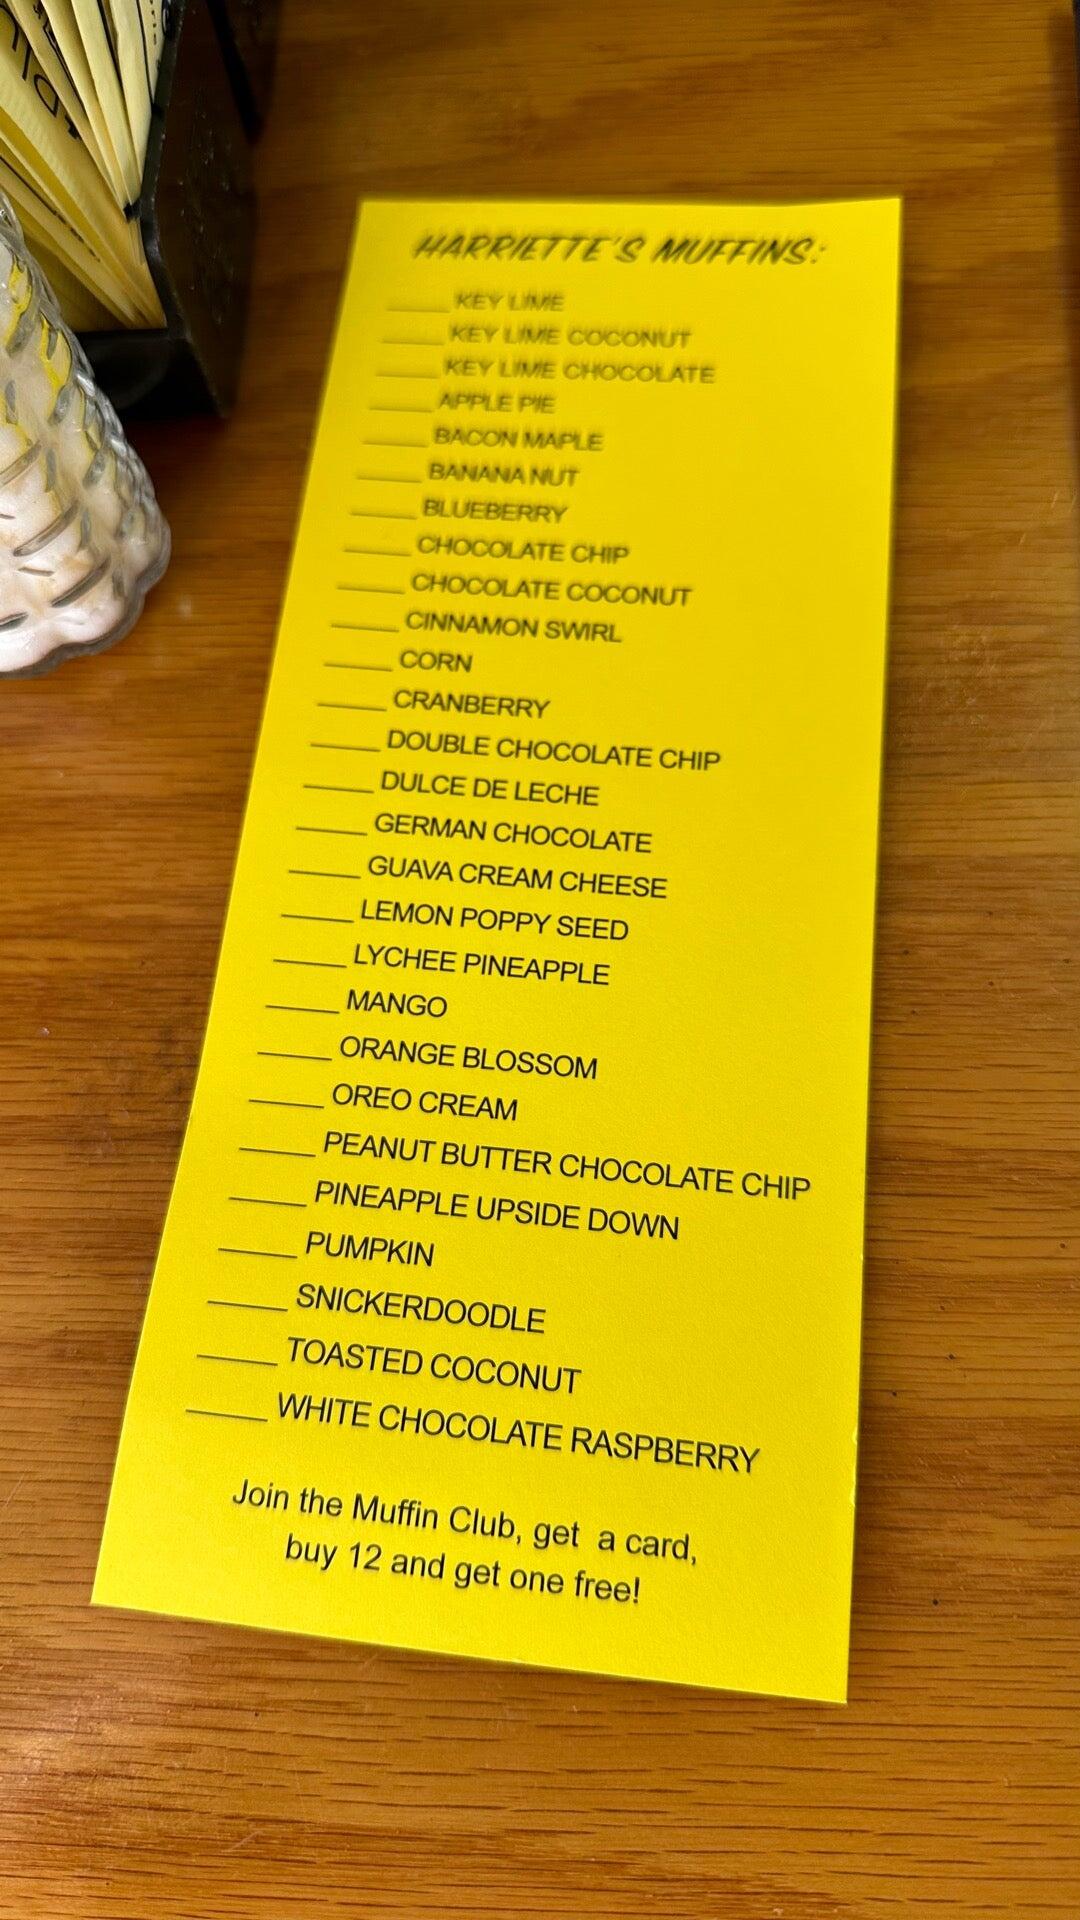 HARRIETTE'S MUFFINS:
_____ KEY LIME
_____ KEY LIME COCONUT
_____ KEY LIME CHOCOLATE
_____ APPLE PIE
_____ BACON MAPLE
_____ BANANA NUT
_____ BLUEBERRY
_____ CHOCOLATE CHIP
_____ CHOCOLATE COCONUT
_____ CINNAMON SWIRL
_____ CORN
_____ CRANBERRY
_____ DOUBLE CHOCOLATE CHIP
_____ DULCE DE LECHE
_____ GERMAN CHOCOLATE
_____ GUAVA CREAM CHEESE
_____ LEMON POPPY SEED
_____ LYCHEE PINEAPPLE
_____ MANGO
_____ ORANGE BLOSSOM
_____ OREO CREAM
_____ PEANUT BUTTER CHOCOLATE CHIP
_____ PINEAPPLE UPSIDE DOWN
_____ PUMPKIN
_____ SNICKERDOODLE
_____ TOASTED COCONUT
_____ WHITE CHOCOLATE RASPBERRY
Join the Muffin Club, get a card,
buy 12 and get one free!